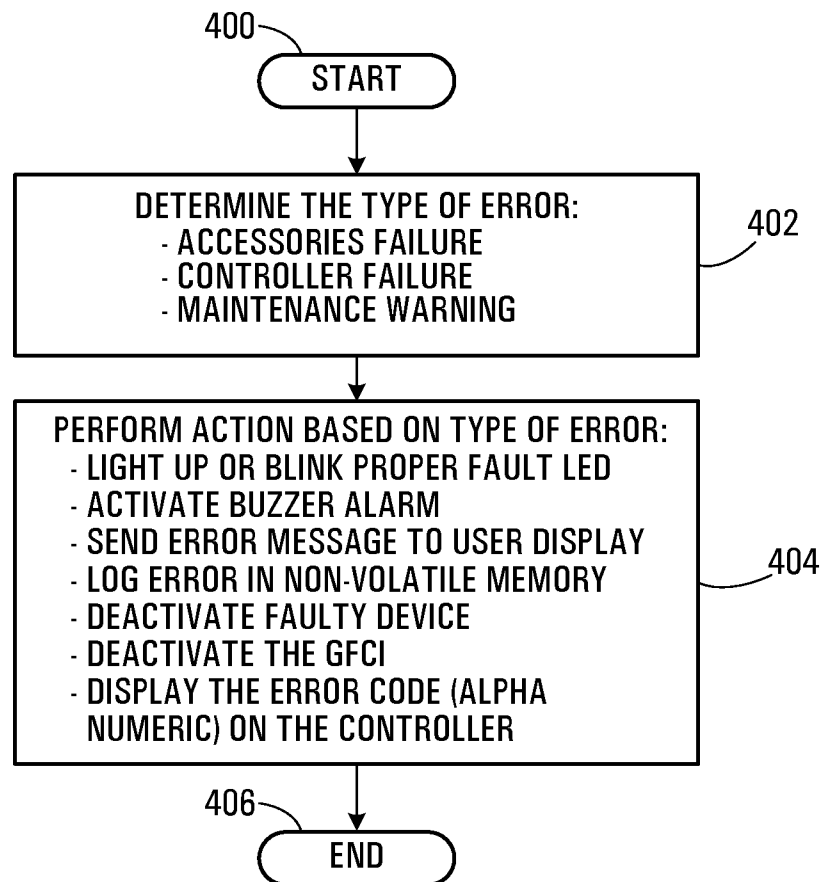 400
START
DETERMINE THE TYPE OF ERROR:
- ACCESSORIES FAILURE
- CONTROLLER FAILURE
- MAINTENANCE WARNING
402
PERFORM ACTION BASED ON TYPE OF ERROR:
- LIGHT UP OR BLINK PROPER FAULT LED
- ACTIVATE BUZZER ALARM
- SEND ERROR MESSAGE TO USER DISPLAY
- LOG ERROR IN NON-VOLATILE MEMORY
- DEACTIVATE FAULTY DEVICE
- DEACTIVATE THE GFCI
- DISPLAY THE ERROR CODE (ALPHA
NUMERIC) ON THE CONTROLLER
404
406
END